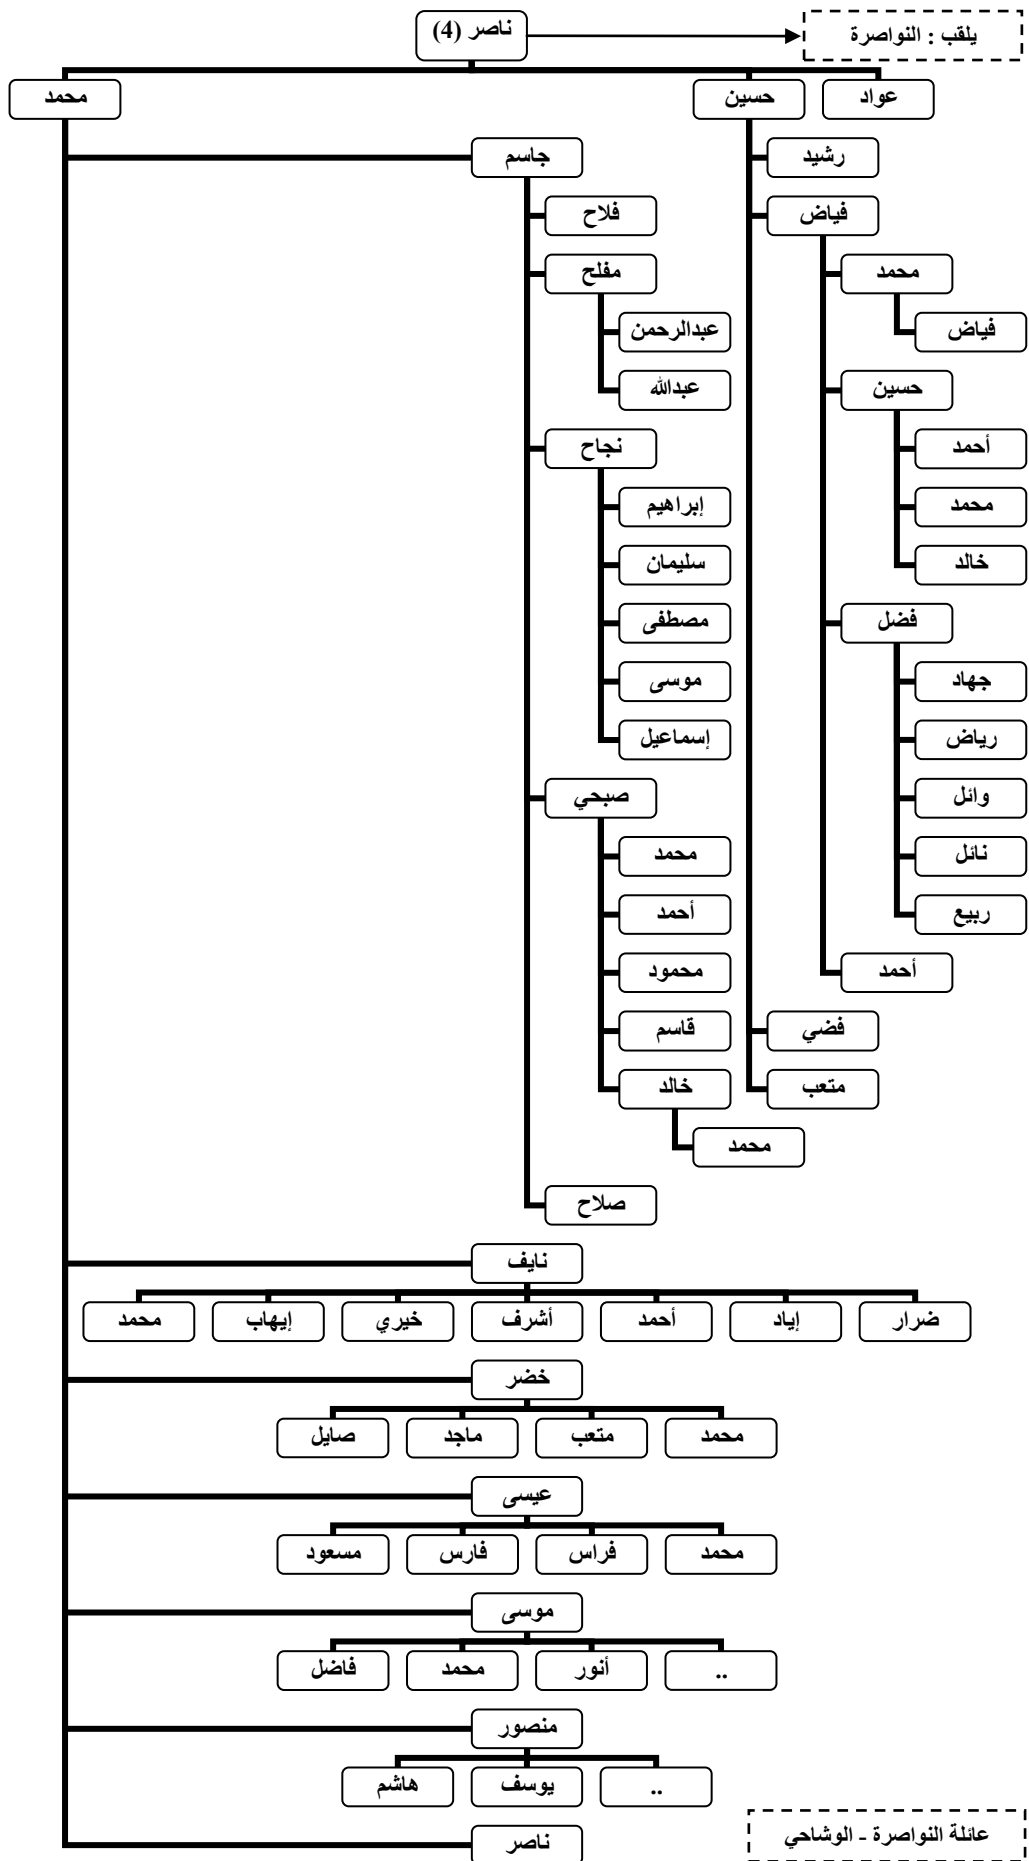 ناصر (4)
يلقب : النواصرة
عواد
حسين
محمد
رشيد
جاسم
فياض
فلاح
محمد
مفلح
فياض
عبدالرحمن
حسين
عبدالله
أحمد
نجاح
محمد
إبراهيم
خالد
سليمان
فضل
مصطفى
جهاد
موسى
رياض
إسماعيل
وائل
صبحي
نائل
محمد
ربيع
أحمد
أحمد
محمود
فضي
قاسم
متعب
خالد
محمد
صلاح
نايف
ضرار
إياد
أحمد
أشرف
خيري
إيهاب
محمد
خضر
محمد
متعب
ماجد
صايل
عيسى
محمد
فراس
فارس
مسعود
موسى
..
أنور
محمد
فاضل
منصور
..
يوسف
هاشم
ناصر
عائلة النواصرة - الوشاحي